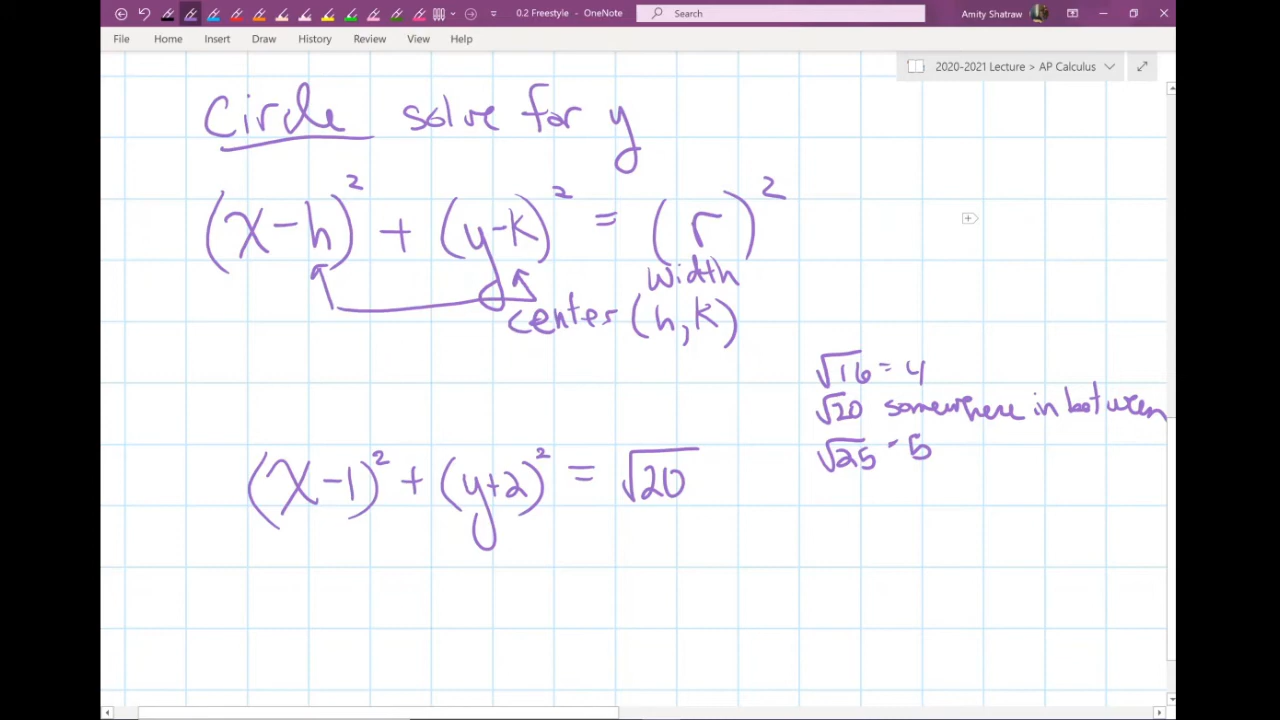 0.2 Freestyle - OneNote
Search
Amity Shatraw
File Home Insert Draw History Review View Help
2020-2021 Lecture > AP Calculus
Circle solve for y
(x-h)² + (y-k)² = (r)²
width
center (h,k)
√16 = 4
√20 somewhere in between
√25 = 5
(x-1)² + (y+2)² = √20